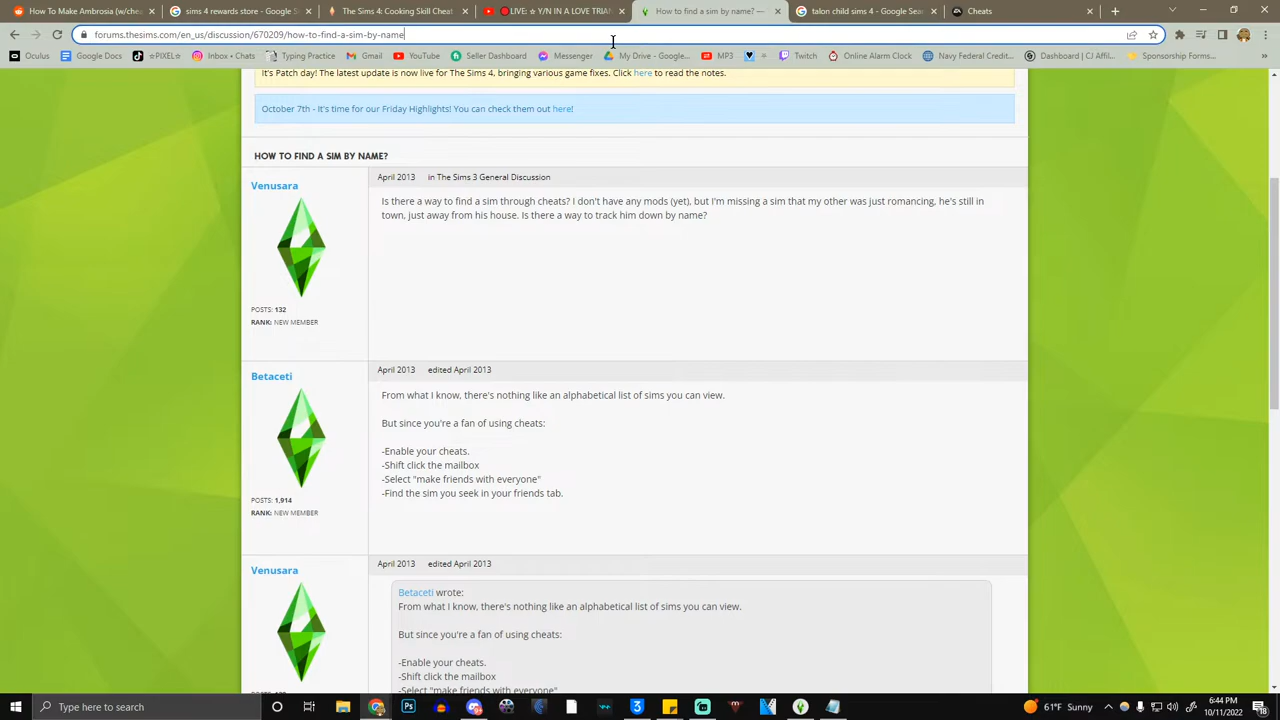 How To Make Ambrosia (w/chea
sims 4 rewards store - Google S
The Sims 4: Cooking Skill Cheat
LIVE: ☆ Y/N IN A LOVE TRIAN
How to find a sim by name? —
talon child sims 4 - Google Sea
Cheats
forums.thesims.com/en_us/discussion/670209/how-to-find-a-sim-by-name
Oculus
Google Docs
☆PIXEL☆
Inbox • Chats
Gmail
YouTube
Seller Dashboard
Messenger
My Drive - Google...
MP3
Twitch
Online Alarm Clock
Navy Federal Credit...
Dashboard | CJ Affil...
Sponsorship Forms...
It's Patch day! The latest update is now live for The Sims 4, bringing various game fixes. Click here to read the notes.
October 7th - It's time for our Friday Highlights! You can check them out here!
HOW TO FIND A SIM BY NAME?
Venusara
April 2013 in The Sims 3 General Discussion
Is there a way to find a sim through cheats? I don't have any mods (yet), but I'm missing a sim that my other was just romancing, he's still in
town, just away from his house. Is there a way to track him down by name?
POSTS: 132
RANK: NEW MEMBER
Betaceti
April 2013 edited April 2013
From what I know, there's nothing like an alphabetical list of sims you can view.
But since you're a fan of using cheats:
-Enable your cheats.
-Shift click the mailbox
-Select "make friends with everyone"
-Find the sim you seek in your friends tab.
POSTS: 1,914
RANK: NEW MEMBER
Venusara
April 2013 edited April 2013
Betaceti wrote:
From what I know, there's nothing like an alphabetical list of sims you can view.
But since you're a fan of using cheats:
-Enable your cheats.
-Shift click the mailbox
-Select "make friends with everyone"
Type here to search
61°F Sunny
6:44 PM
10/11/2022
18